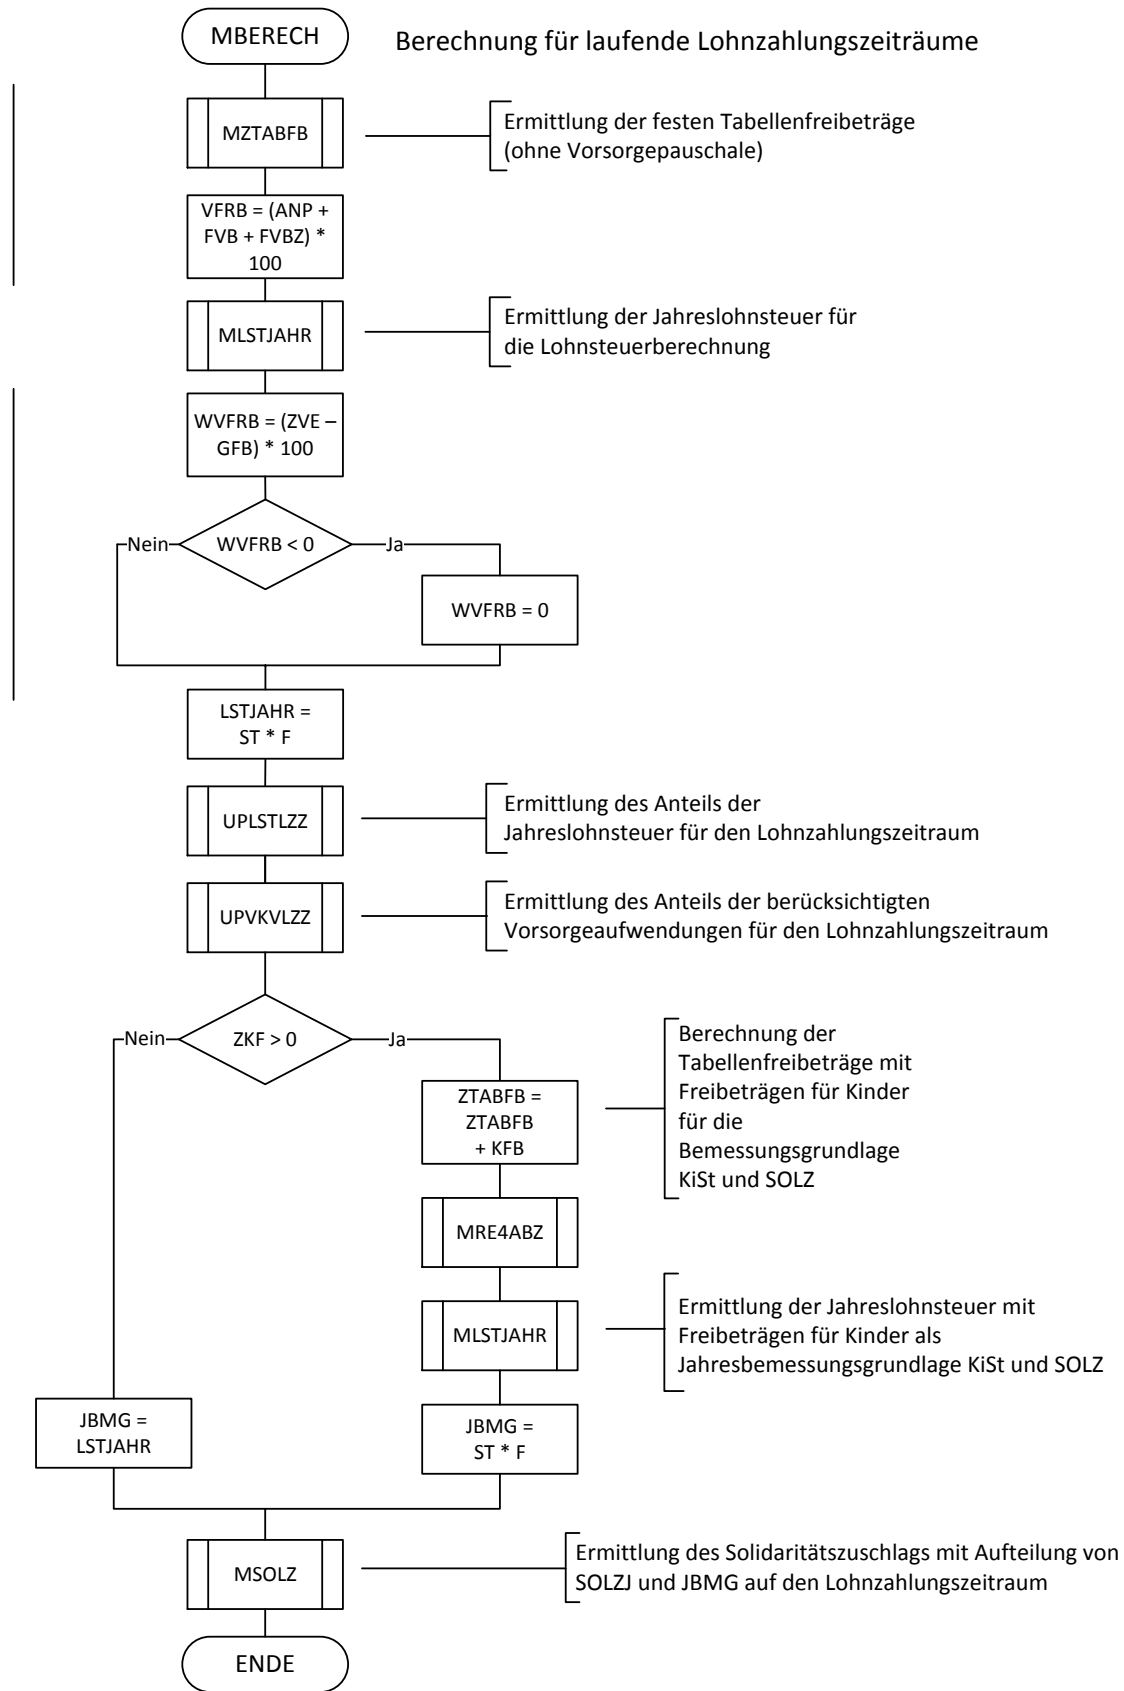 MBERECH
Berechnung für laufende Lohnzahlungszeiträume
MZTABFB
Ermittlung der festen Tabellenfreibeträge
(ohne Vorsorgepauschale)
VFRB = (ANP +
FVB + FVBZ) *
100
MLSTJAHR
Ermittlung der Jahreslohnsteuer für
die Lohnsteuerberechnung
WVFRB = (ZVE –
GFB) * 100
Nein
WVFRB < 0
Ja
WVFRB = 0
LSTJAHR =
ST * F
UPLSTLZZ
Ermittlung des Anteils der
Jahreslohnsteuer für den Lohnzahlungszeitraum
UPVKVLZZ
Ermittlung des Anteils der berücksichtigten
Vorsorgeaufwendungen für den Lohnzahlungszeitraum
Nein
ZKF > 0
Ja
ZTABFB =
ZTABFB
+ KFB
Berechnung der
Tabellenfreibeträge mit
Freibeträgen für Kinder
für die
Bemessungsgrundlage
KiSt und SOLZ
MRE4ABZ
MLSTJAHR
Ermittlung der Jahreslohnsteuer mit
Freibeträgen für Kinder als
Jahresbemessungsgrundlage KiSt und SOLZ
JBMG =
LSTJAHR
JBMG =
ST * F
MSOLZ
Ermittlung des Solidaritätszuschlags mit Aufteilung von
SOLZJ und JBMG auf den Lohnzahlungszeitraum
ENDE